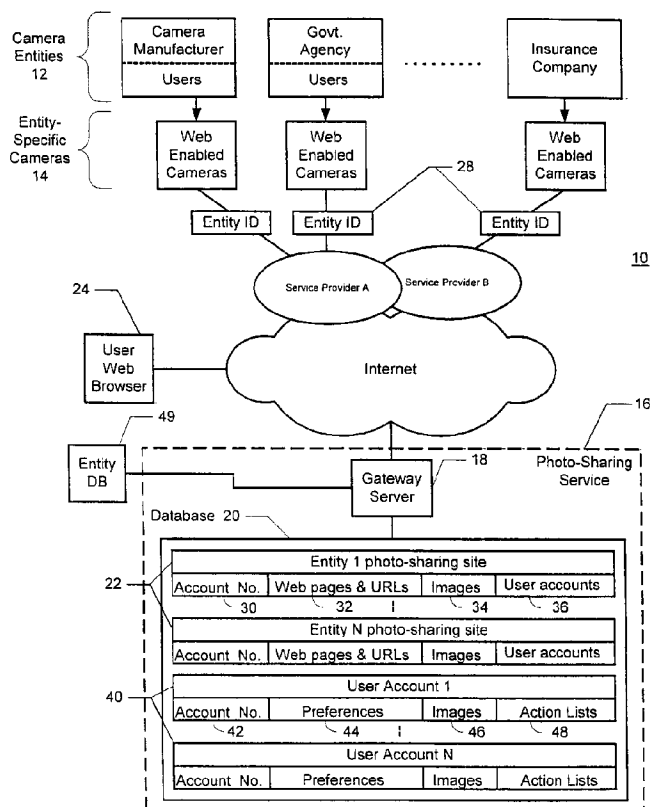 Camera Entities 12
Camera Manufacturer
Users
Govt. Agency
Users
Insurance Company
Entity-Specific Cameras 14
Web Enabled Cameras
Web Enabled Cameras
Web Enabled Cameras
28
Entity ID
Entity ID
Entity ID
10
Service Provider A
Service Provider B
24
User Web Browser
Internet
49
16
Entity DB
18
Gateway Server
Photo-Sharing Service
Database 20
22
Entity 1 photo-sharing site
Account No. Web pages & URLs Images User accounts
30 32 34 36
Entity N photo-sharing site
Account No. Web pages & URLs Images User accounts
40
User Account 1
Account No. Preferences Images Action Lists
42 44 46 48
User Account N
Account No. Preferences Images Action Lists